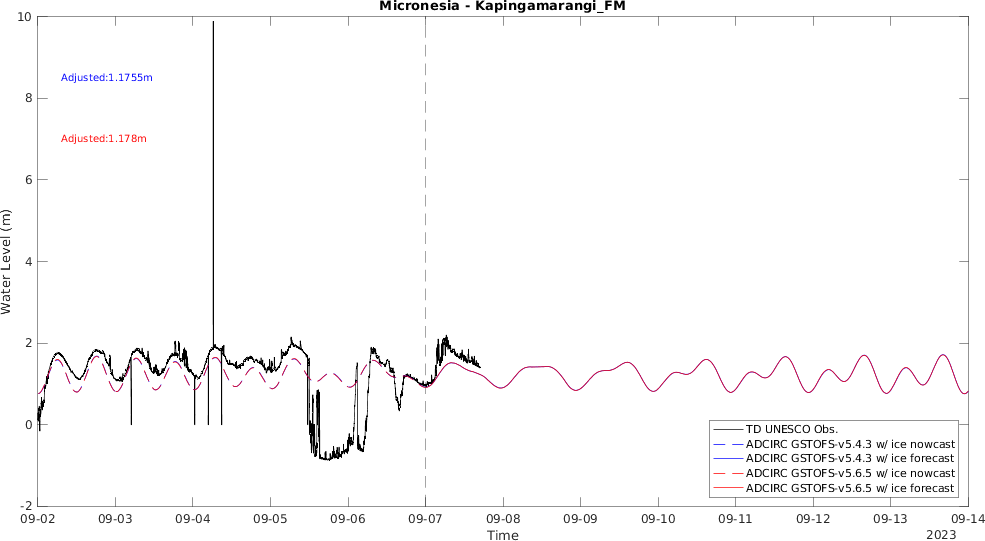 Micronesia - Kapingamarangi_FM
10
8
6
4
2
0
-2
Water Level (m)
Adjusted:1.1755m
Adjusted:1.178m
TD UNESCO Obs.
ADCIRC GSTOFS-v5.4.3 w/ ice nowcast
ADCIRC GSTOFS-v5.4.3 w/ ice forecast
ADCIRC GSTOFS-v5.6.5 w/ ice nowcast
ADCIRC GSTOFS-v5.6.5 w/ ice forecast
09-02 09-03 09-04 09-05 09-06 09-07 09-08 09-09 09-10 09-11 09-12 09-13 09-14
Time
2023